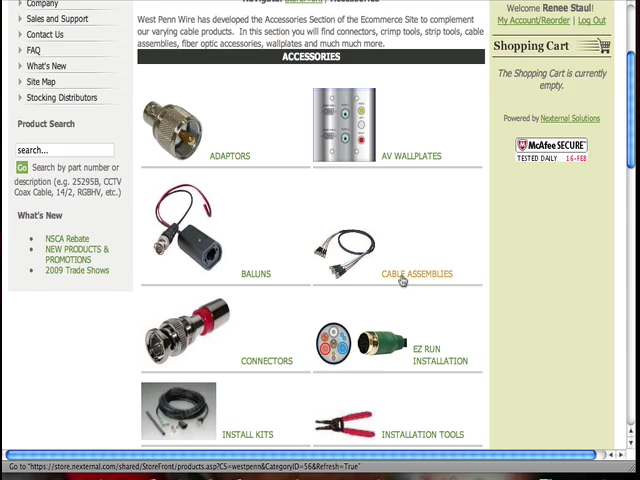 Navigate: Storefront / Accessories
Company
Sales and Support
Contact Us
FAQ
What's New
Site Map
Stocking Distributors
Product Search
search...
Go Search by part number or
description (e.g. 25295B, CCTV
Coax Cable, 14/2, RGBHV, etc.)
What's New
NSCA Rebate
NEW PRODUCTS &
PROMOTIONS
2009 Trade Shows
West Penn Wire has developed the Accessories Section of the Ecommerce Site to complement
our varying cable products. In this section you will find connectors, crimp tools, strip tools, cable
assemblies, fiber optic accessories, wallplates and much much more.
ACCESSORIES
ADAPTORS
AV WALLPLATES
BALUNS
CABLE ASSEMBLIES
CONNECTORS
EZ RUN
INSTALLATION
INSTALL KITS
INSTALLATION TOOLS
Welcome Renee Staul!
My Account/Reorder | Log Out
Shopping Cart
The Shopping Cart is currently
empty.
Powered by Nexternal Solutions
McAfee SECURE
TESTED DAILY 16-FEB
Go to "https://store.nexternal.com/shared/StoreFront/products.asp?CS=westpenn&CategoryID=56&Refresh=True"